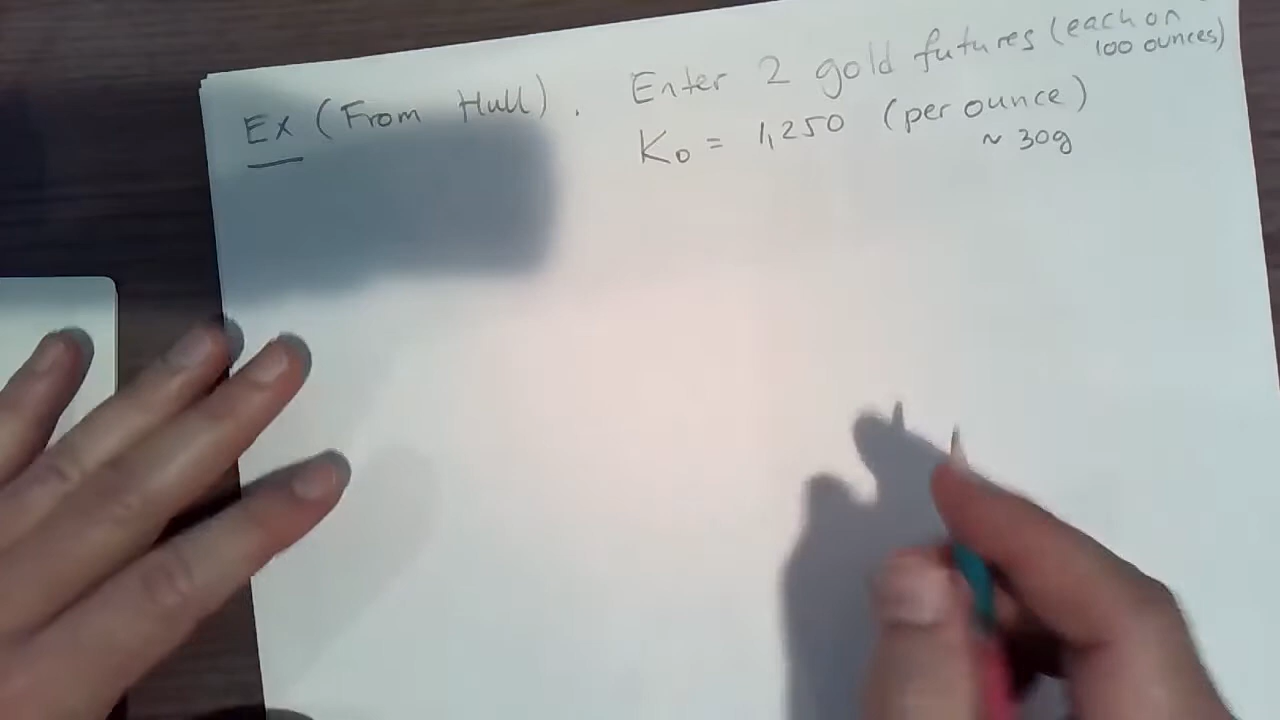 Ex (From Hull). Enter 2 gold futures (each on
100 ounces)
K0 = 1,250 (per ounce)
~ 30g